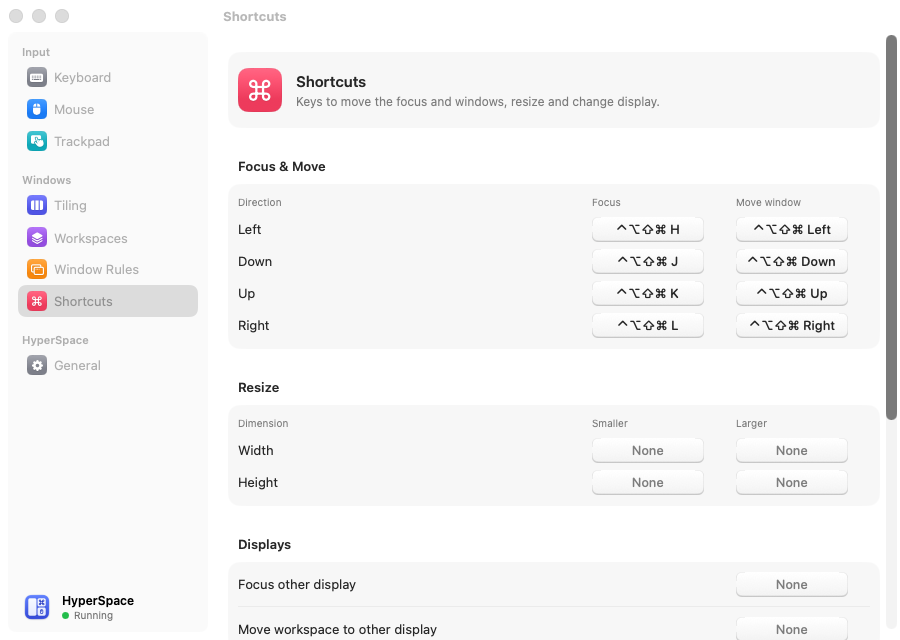 Shortcuts
Input
Keyboard
Mouse
Trackpad
Windows
Tiling
Workspaces
Window Rules
Shortcuts
HyperSpace
General
HyperSpace
Running
Shortcuts
Keys to move the focus and windows, resize and change display.
Focus & Move
Direction Focus Move window
Left ^⌥⇧⌘ H ^⌥⇧⌘ Left
Down ^⌥⇧⌘ J ^⌥⇧⌘ Down
Up ^⌥⇧⌘ K ^⌥⇧⌘ Up
Right ^⌥⇧⌘ L ^⌥⇧⌘ Right
Resize
Dimension Smaller Larger
Width None None
Height None None
Displays
Focus other display None
Move workspace to other display None